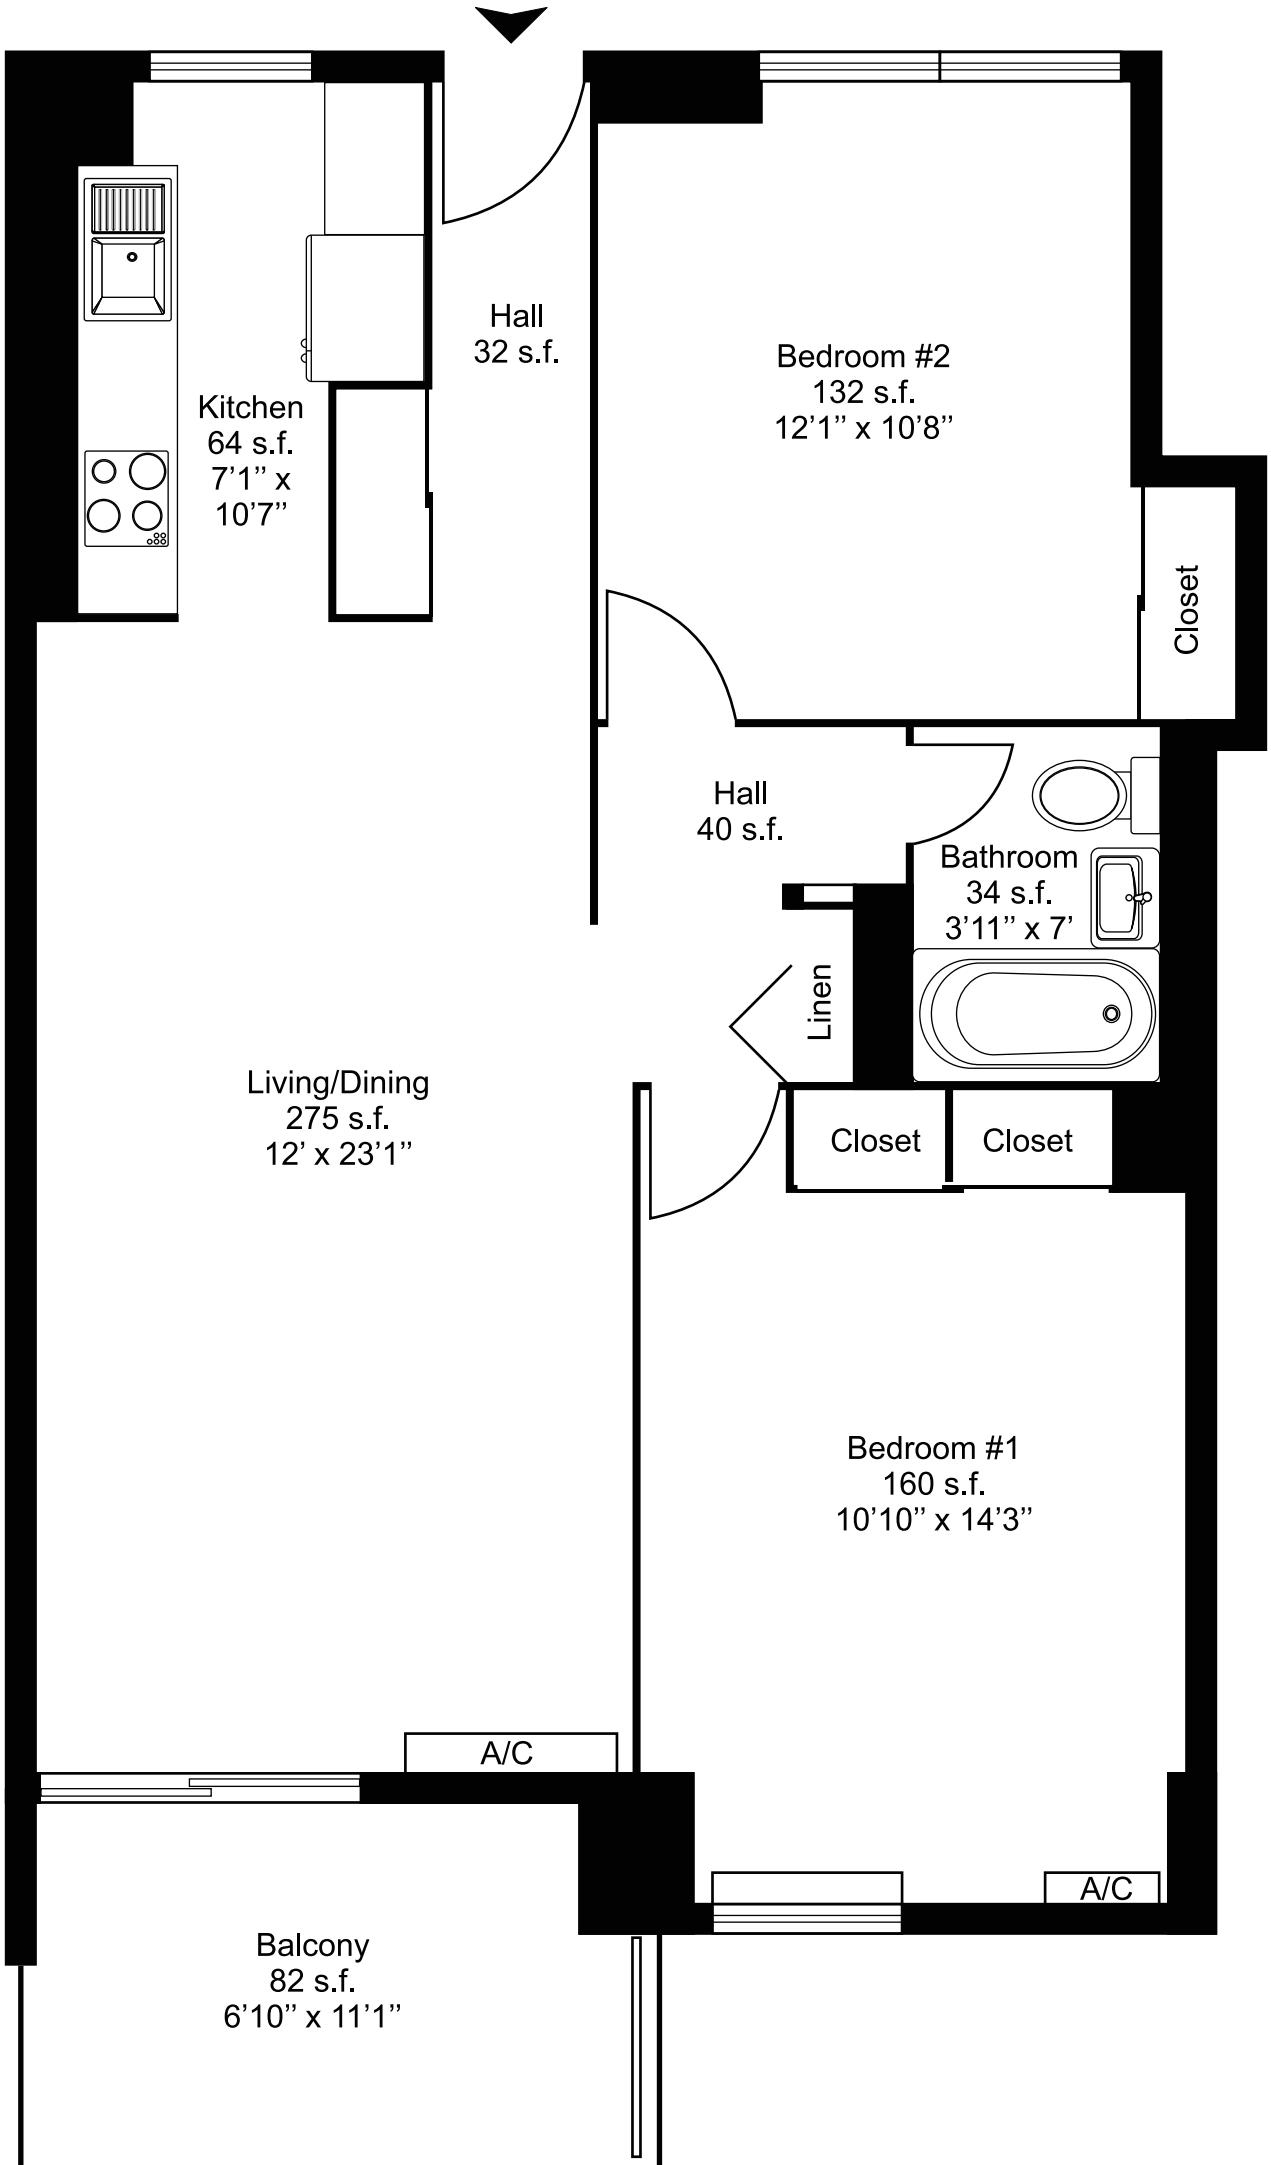 Hall
32 s.f.
Bedroom #2
132 s.f.
12’1’’ x 10’8’’
Kitchen
64 s.f.
7’1’’ x
10’7’’
Closet
Hall
40 s.f.
Bathroom
34 s.f.
3’11’’ x 7’
Linen
Living/Dining
275 s.f.
12’ x 23’1’’
Closet
Closet
Bedroom #1
160 s.f.
10’10’’ x 14’3’’
A/C
A/C
Balcony
82 s.f.
6’10’’ x 11’1’’